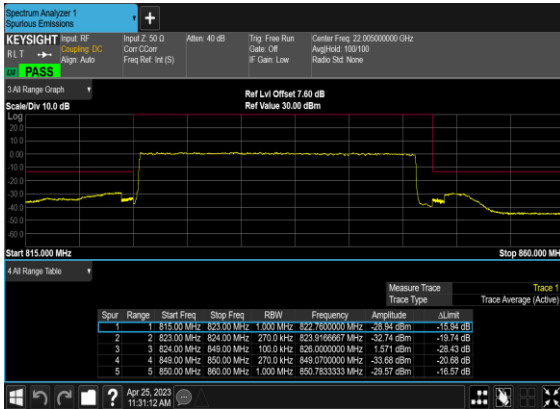 Spectrum Analyzer 1
Spurious Emissions
+
KEYSIGHT Input: RF Input Z: 50 Ω Atten: 40 dB Trig: Free Run Center Freq: 22.005000000 GHz
RLT Coupling: DC Corr CCorr Gate: Off Avg|Hold: 100/100
Align: Auto Freq Ref: Int (S) IF Gain: Low Radio Std: None
PASS
3 All Range Graph
Ref Lvl Offset 7.60 dB
Scale/Div 10.0 dB Ref Value 30.00 dBm
Log
20.0
10.0
0.00
-10.0
-20.0
-30.0
-40.0
-50.0
-60.0
Start 815.000 MHz Stop 860.000 MH
4 All Range Table
Measure Trace Trace 1
Trace Type Trace Average (Active)
Spur Range Start Freq Stop Freq RBW Frequency Amplitude ΔLimit
1 1 815.00 MHz 823.00 MHz 1.000 MHz 822.7600000 MHz -28.94 dBm -15.94 dB
2 2 823.00 MHz 824.00 MHz 270.0 kHz 823.9166667 MHz -32.74 dBm -19.74 dB
3 3 824.00 MHz 849.00 MHz 100.0 kHz 826.0000000 MHz 1.571 dBm -28.43 dB
4 4 849.00 MHz 850.00 MHz 270.0 kHz 849.0700000 MHz -33.68 dBm -20.68 dB
5 5 850.00 MHz 860.00 MHz 1.000 MHz 850.7833333 MHz -29.57 dBm -16.57 dB
? Apr 25, 2023
11:31:12 AM